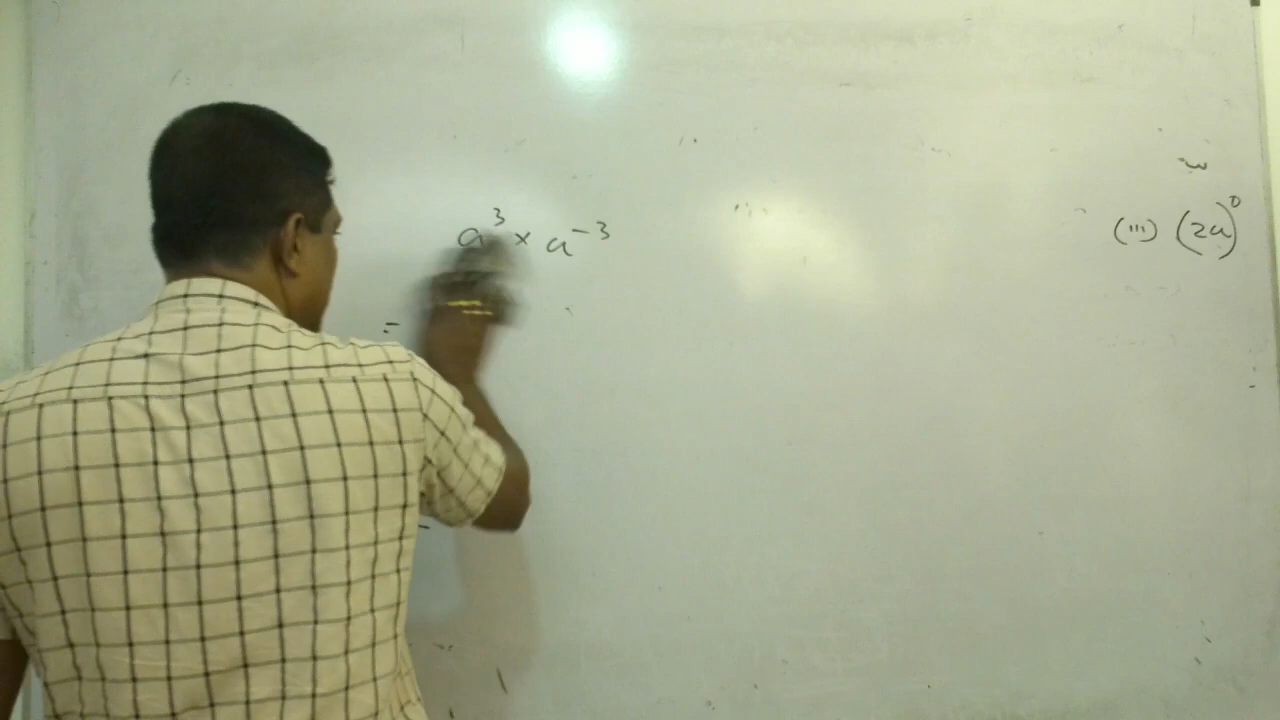 a³ × a⁻³
(iii) (2a)⁰
=